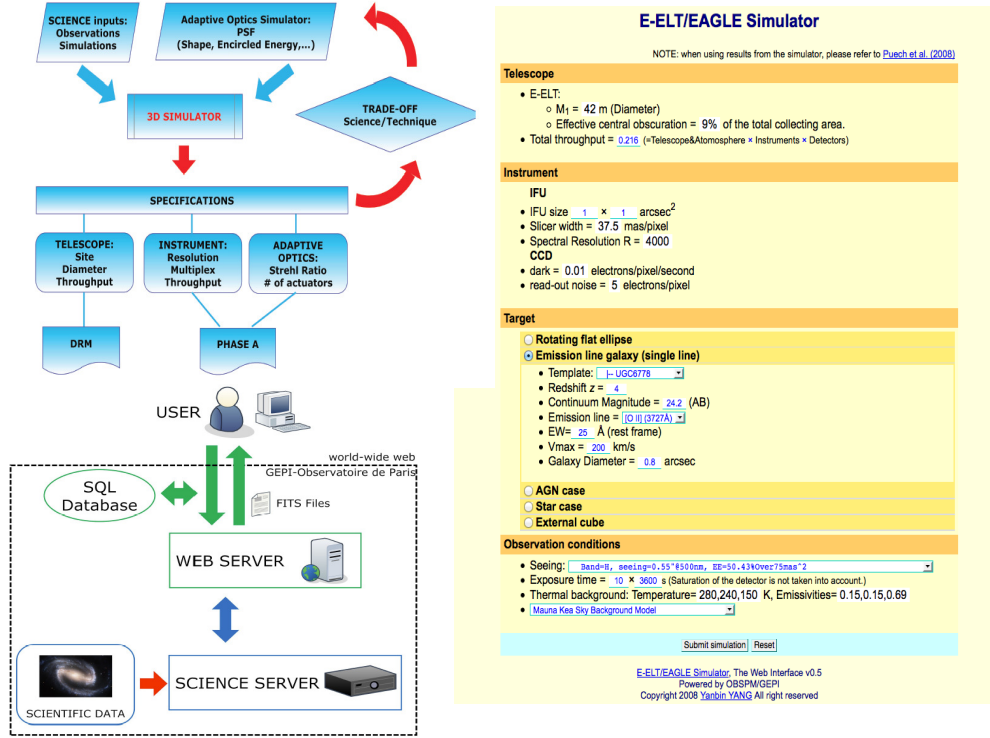 SCIENCE inputs:
Observations
Simulations
Adaptive Optics Simulator:
PSF
(Shape, Encircled Energy,...)
3D SIMULATOR
TRADE-OFF
Science/Technique
SPECIFICATIONS
TELESCOPE:
Site
Diameter
Throughput
INSTRUMENT:
Resolution
Multiplex
Throughput
ADAPTIVE
OPTICS:
Strehl Ratio
# of actuators
DRM
PHASE A
USER
world-wide web
GEPI-Observatoire de Paris
SQL
Database
FITS Files
WEB SERVER
SCIENCE SERVER
SCIENTIFIC DATA
E-ELT/EAGLE Simulator
NOTE: when using results from the simulator, please refer to Puech et al. (2008)
Telescope
• E-ELT:
o M1 = 42 m (Diameter)
o Effective central obscuration = 9% of the total collecting area.
• Total throughput = 0.216 (=Telescope&Atomosphere × Instruments × Detectors)
Instrument
IFU
• IFU size 1 × 1 arcsec2
• Slicer width = 37.5 mas/pixel
• Spectral Resolution R = 4000
CCD
• dark = 0.01 electrons/pixel/second
• read-out noise = 5 electrons/pixel
Target
Rotating flat ellipse
Emission line galaxy (single line)
• Template: |-- UGC6778
• Redshift z = 4
• Continuum Magnitude = 24.2 (AB)
• Emission line = [O II] (3727Å)
• EW= 25 Å (rest frame)
• Vmax = 200 km/s
• Galaxy Diameter = 0.8 arcsec
AGN case
Star case
External cube
Observation conditions
• Seeing: Band=H, seeing=0.55"@500nm, EE=50.43%Over75mas^2
• Exposure time = 10 × 3600 s (Saturation of the detector is not taken into account.)
• Thermal background: Temperature= 280,240,150 K, Emissivities= 0.15,0.15,0.69
• Mauna Kea Sky Background Model
Submit simulation Reset
E-ELT/EAGLE Simulator, The Web Interface v0.5
Powered by OBSPM/GEPI
Copyright 2008 Yanbin YANG All right reserved